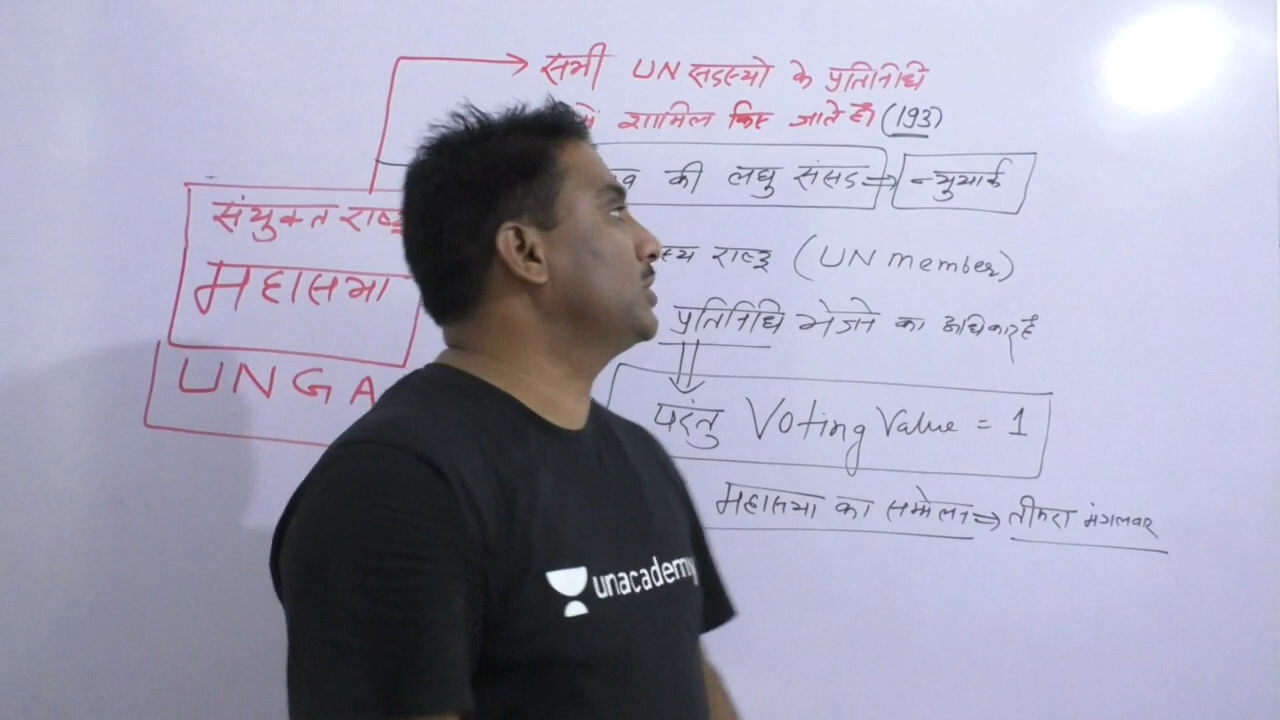 सभी UN सदस्यो के प्रतिनिधि
में शामिल किए जाते है। (193)
की लघु संसद ⇒ न्युयार्क
संयुक्त राष्ट्र
महासभा
UNGA
राष्ट्र (UN member)
प्रतिनिधि भेजने का अधिकार है
परंतु Voting Value = 1
महासभा का सम्मेलन ⇒ तीसरा मंगलवार
unacademy